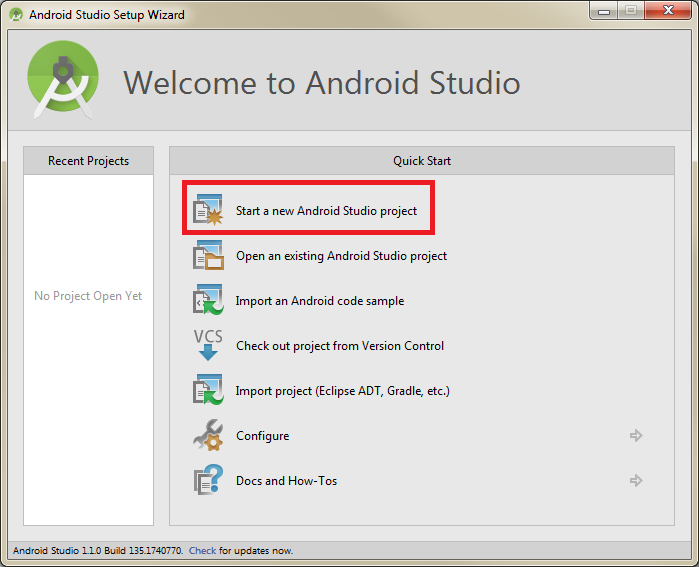 Android Studio Setup Wizard
Welcome to Android Studio
Recent Projects
No Project Open Yet
Quick Start
Start a new Android Studio project
Open an existing Android Studio project
Import an Android code sample
VCS
Check out project from Version Control
Import project (Eclipse ADT, Gradle, etc.)
Configure
Docs and How-Tos
Android Studio 1.1.0 Build 135.1740770. Check for updates now.